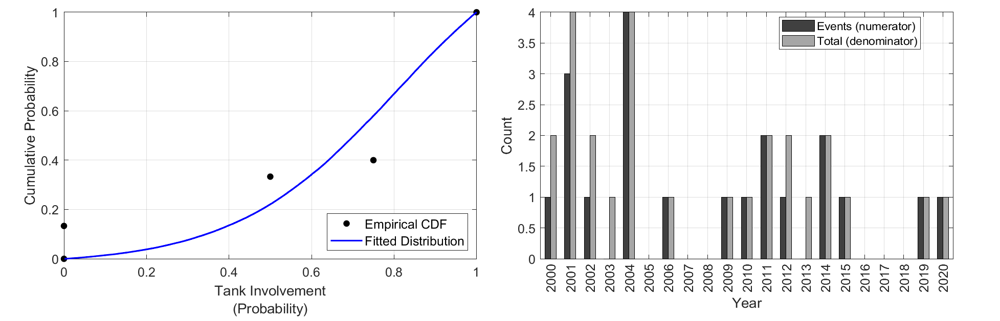 1
0.8
0.6
0.4
0.2
0
Cumulative Probability
0 0.2 0.4 0.6 0.8 1
Tank Involvement
(Probability)
Empirical CDF
Fitted Distribution
4
3.5
3
2.5
2
1.5
1
0.5
0
Count
2000 2001 2002 2003 2004 2005 2006 2007 2008 2009 2010 2011 2012 2013 2014 2015 2016 2017 2018 2019 2020
Year
Events (numerator)
Total (denominator)